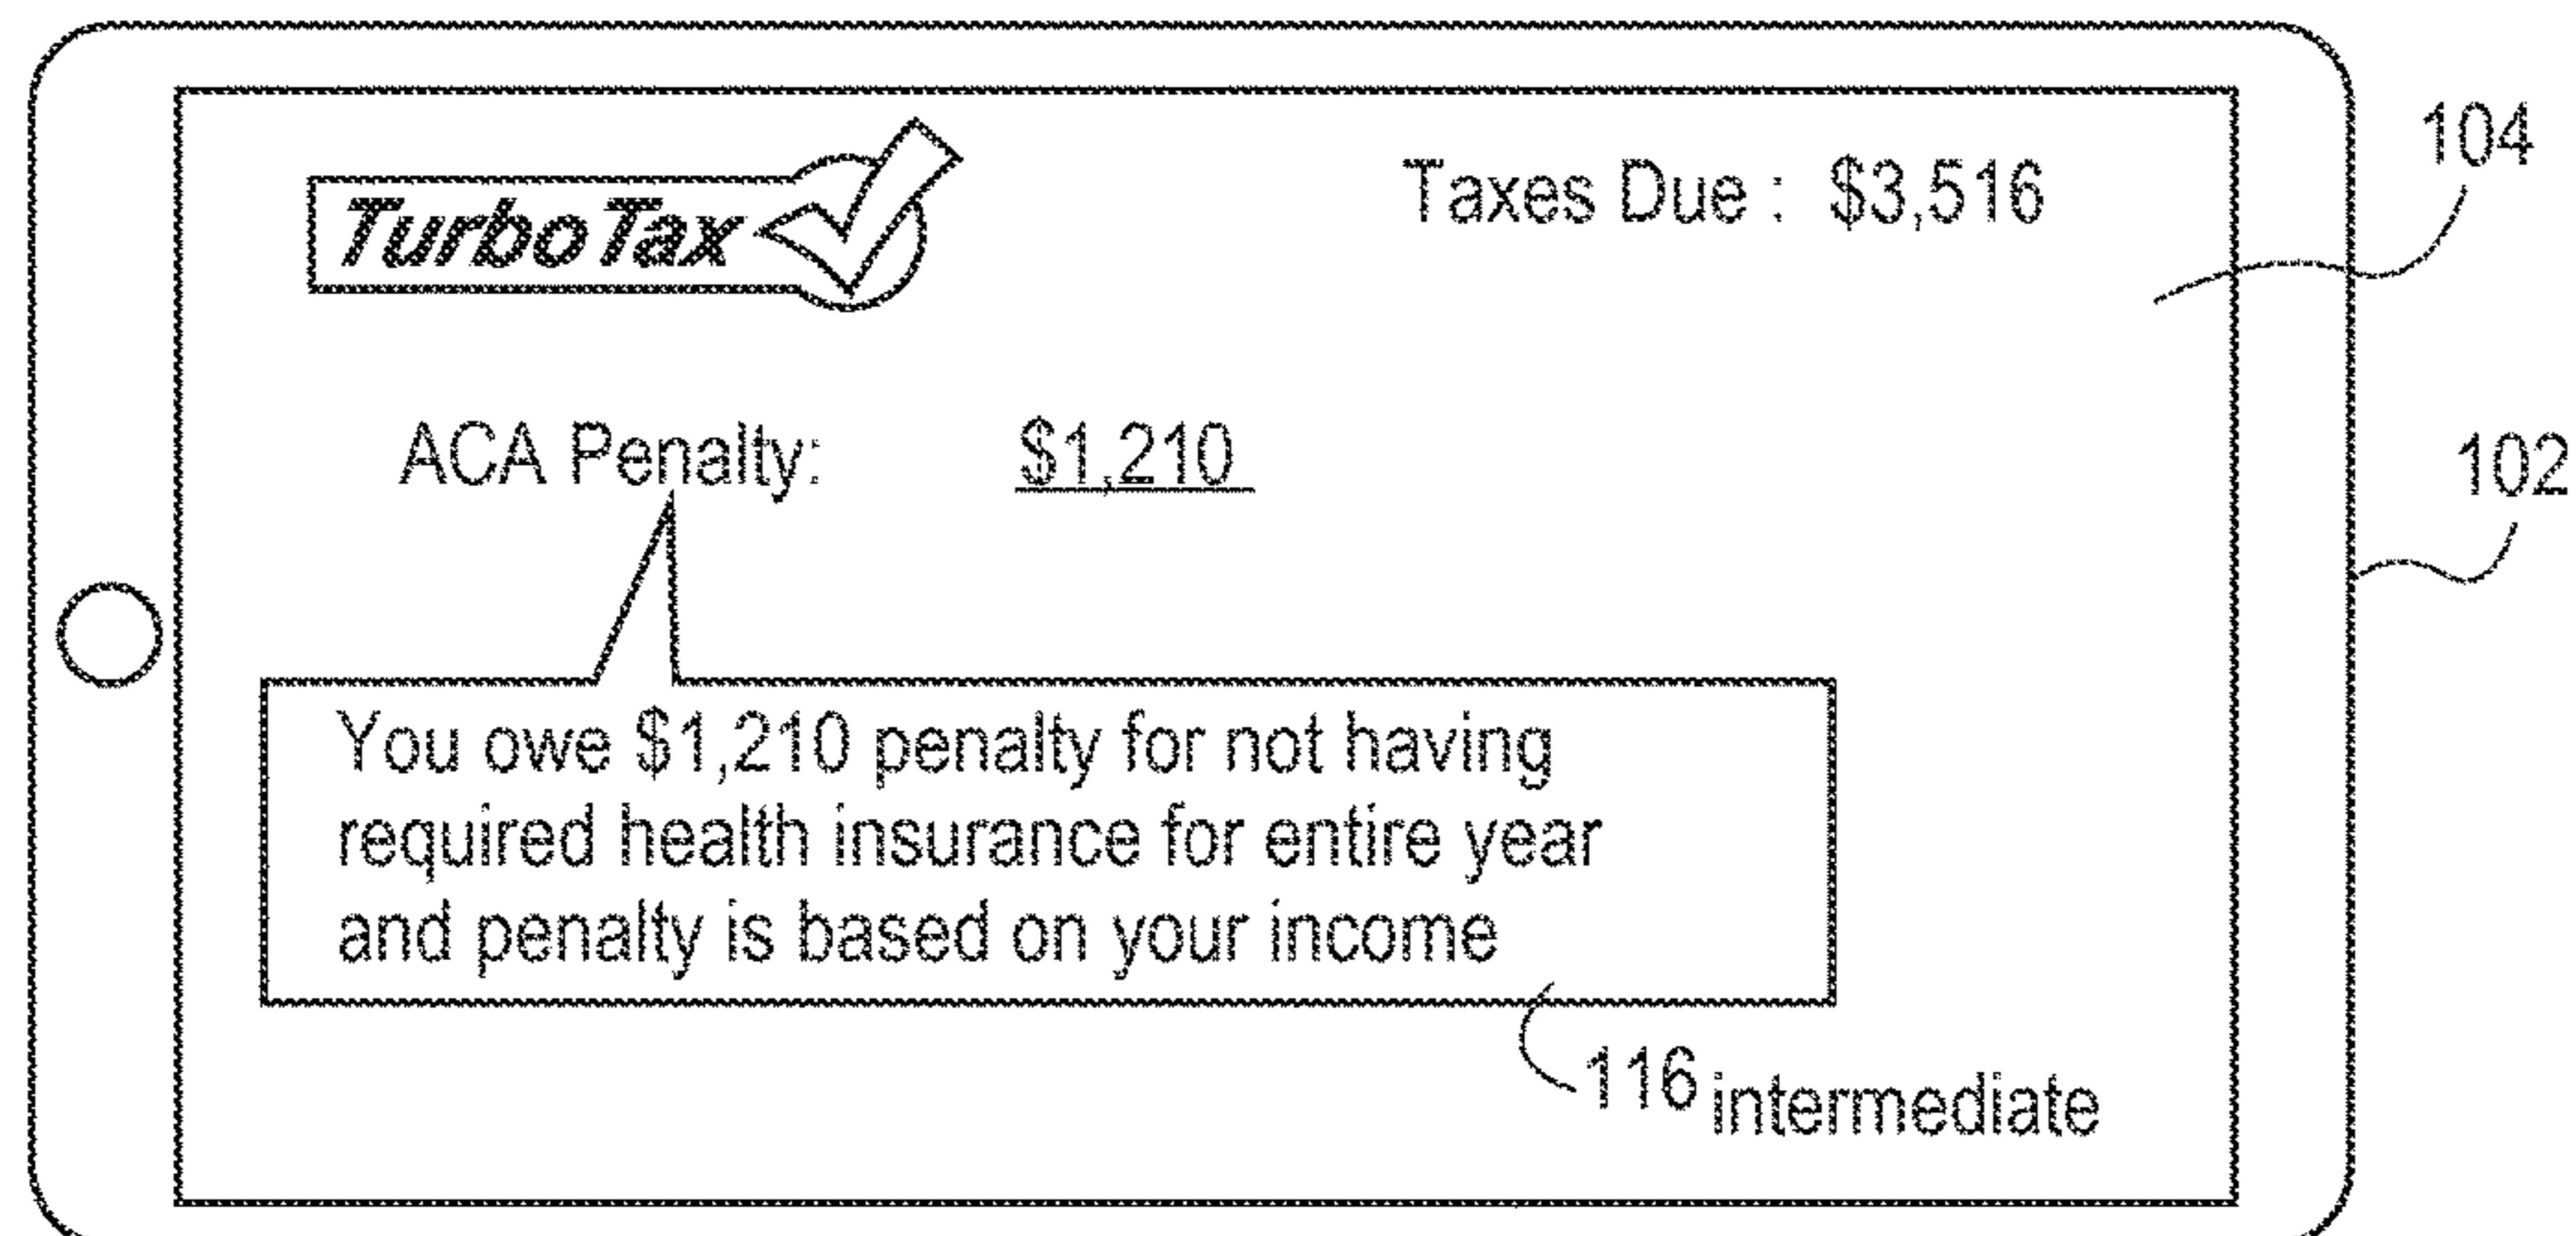 TurboTax
Taxes Due : $3,516
104
ACA Penalty: $1,210
102
You owe $1,210 penalty for not having
required health insurance for entire year
and penalty is based on your income
116 intermediate